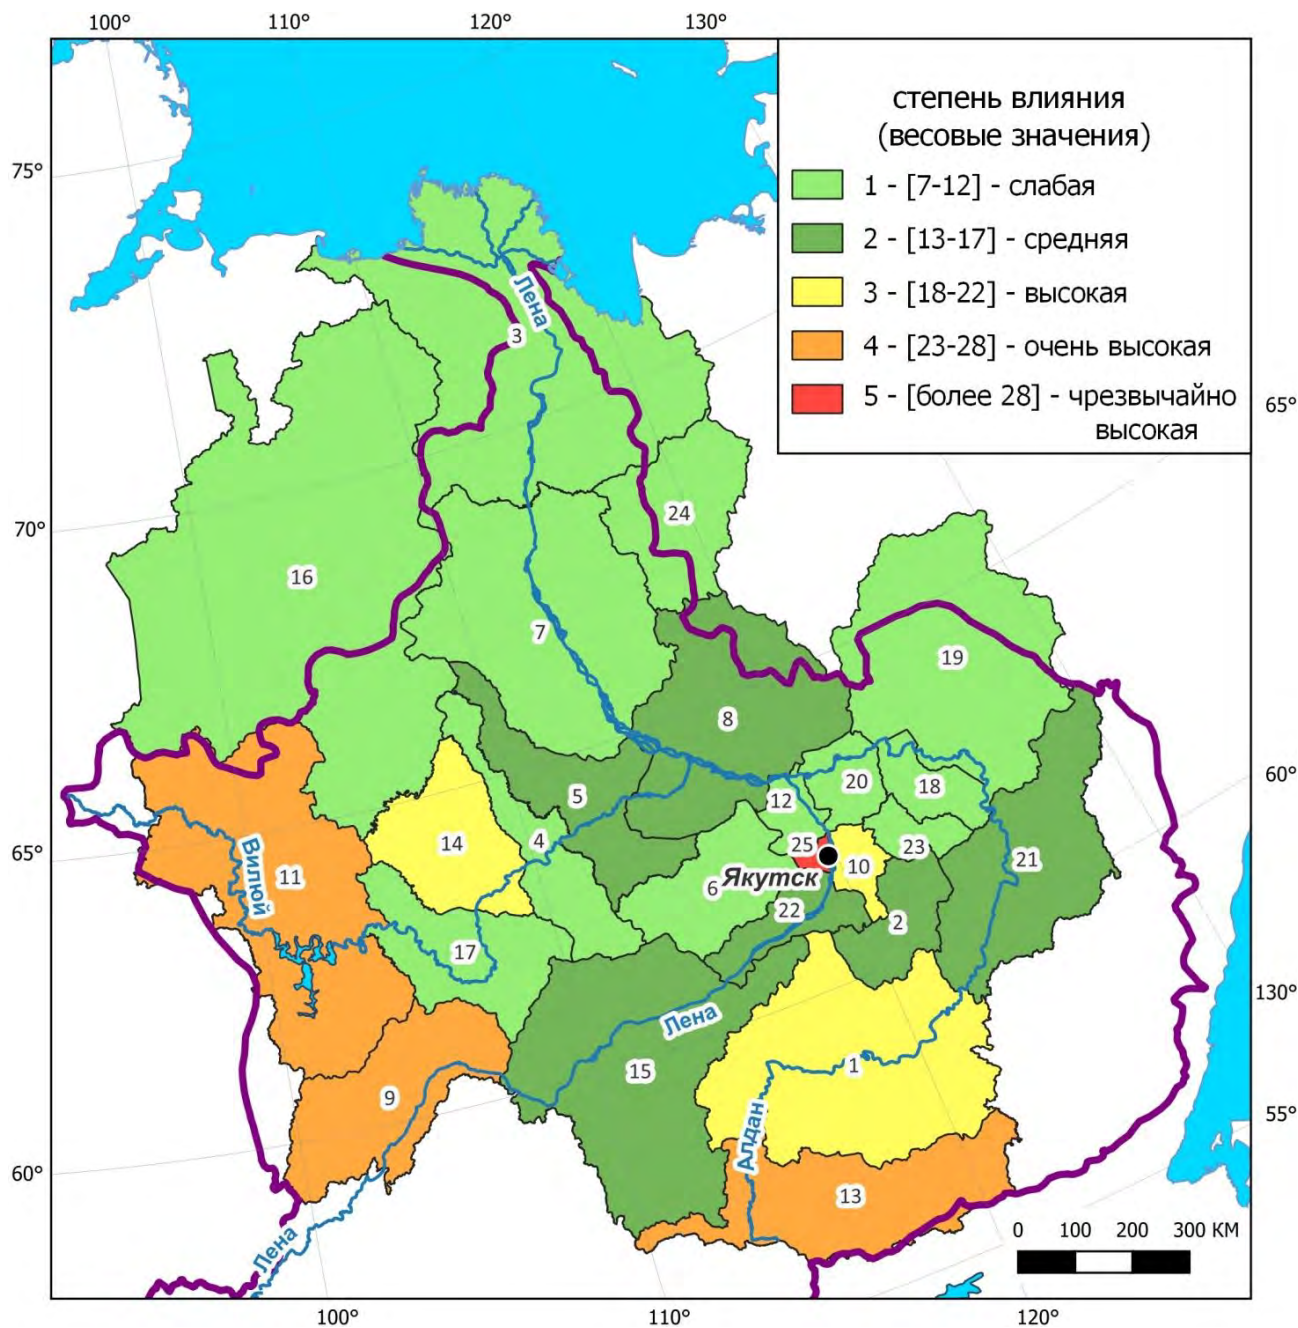 100°
110°
120°
130°
степень влияния
(весовые значения)
1 - [7-12] - слабая
2 - [13-17] - средняя
3 - [18-22] - высокая
4 - [23-28] - очень высокая
5 - [более 28] - чрезвычайно
высокая
75°
65°
Лена
3
24
70°
16
7
19
8
60°
5
12
20
18
4
14
25
10
23
21
65°
Вилюй
11
Якутск
6
22
2
17
130°
Лена
15
1
9
55°
Алдан
60°
13
Лена
0
100
200
300 КМ
100°
110°
120°